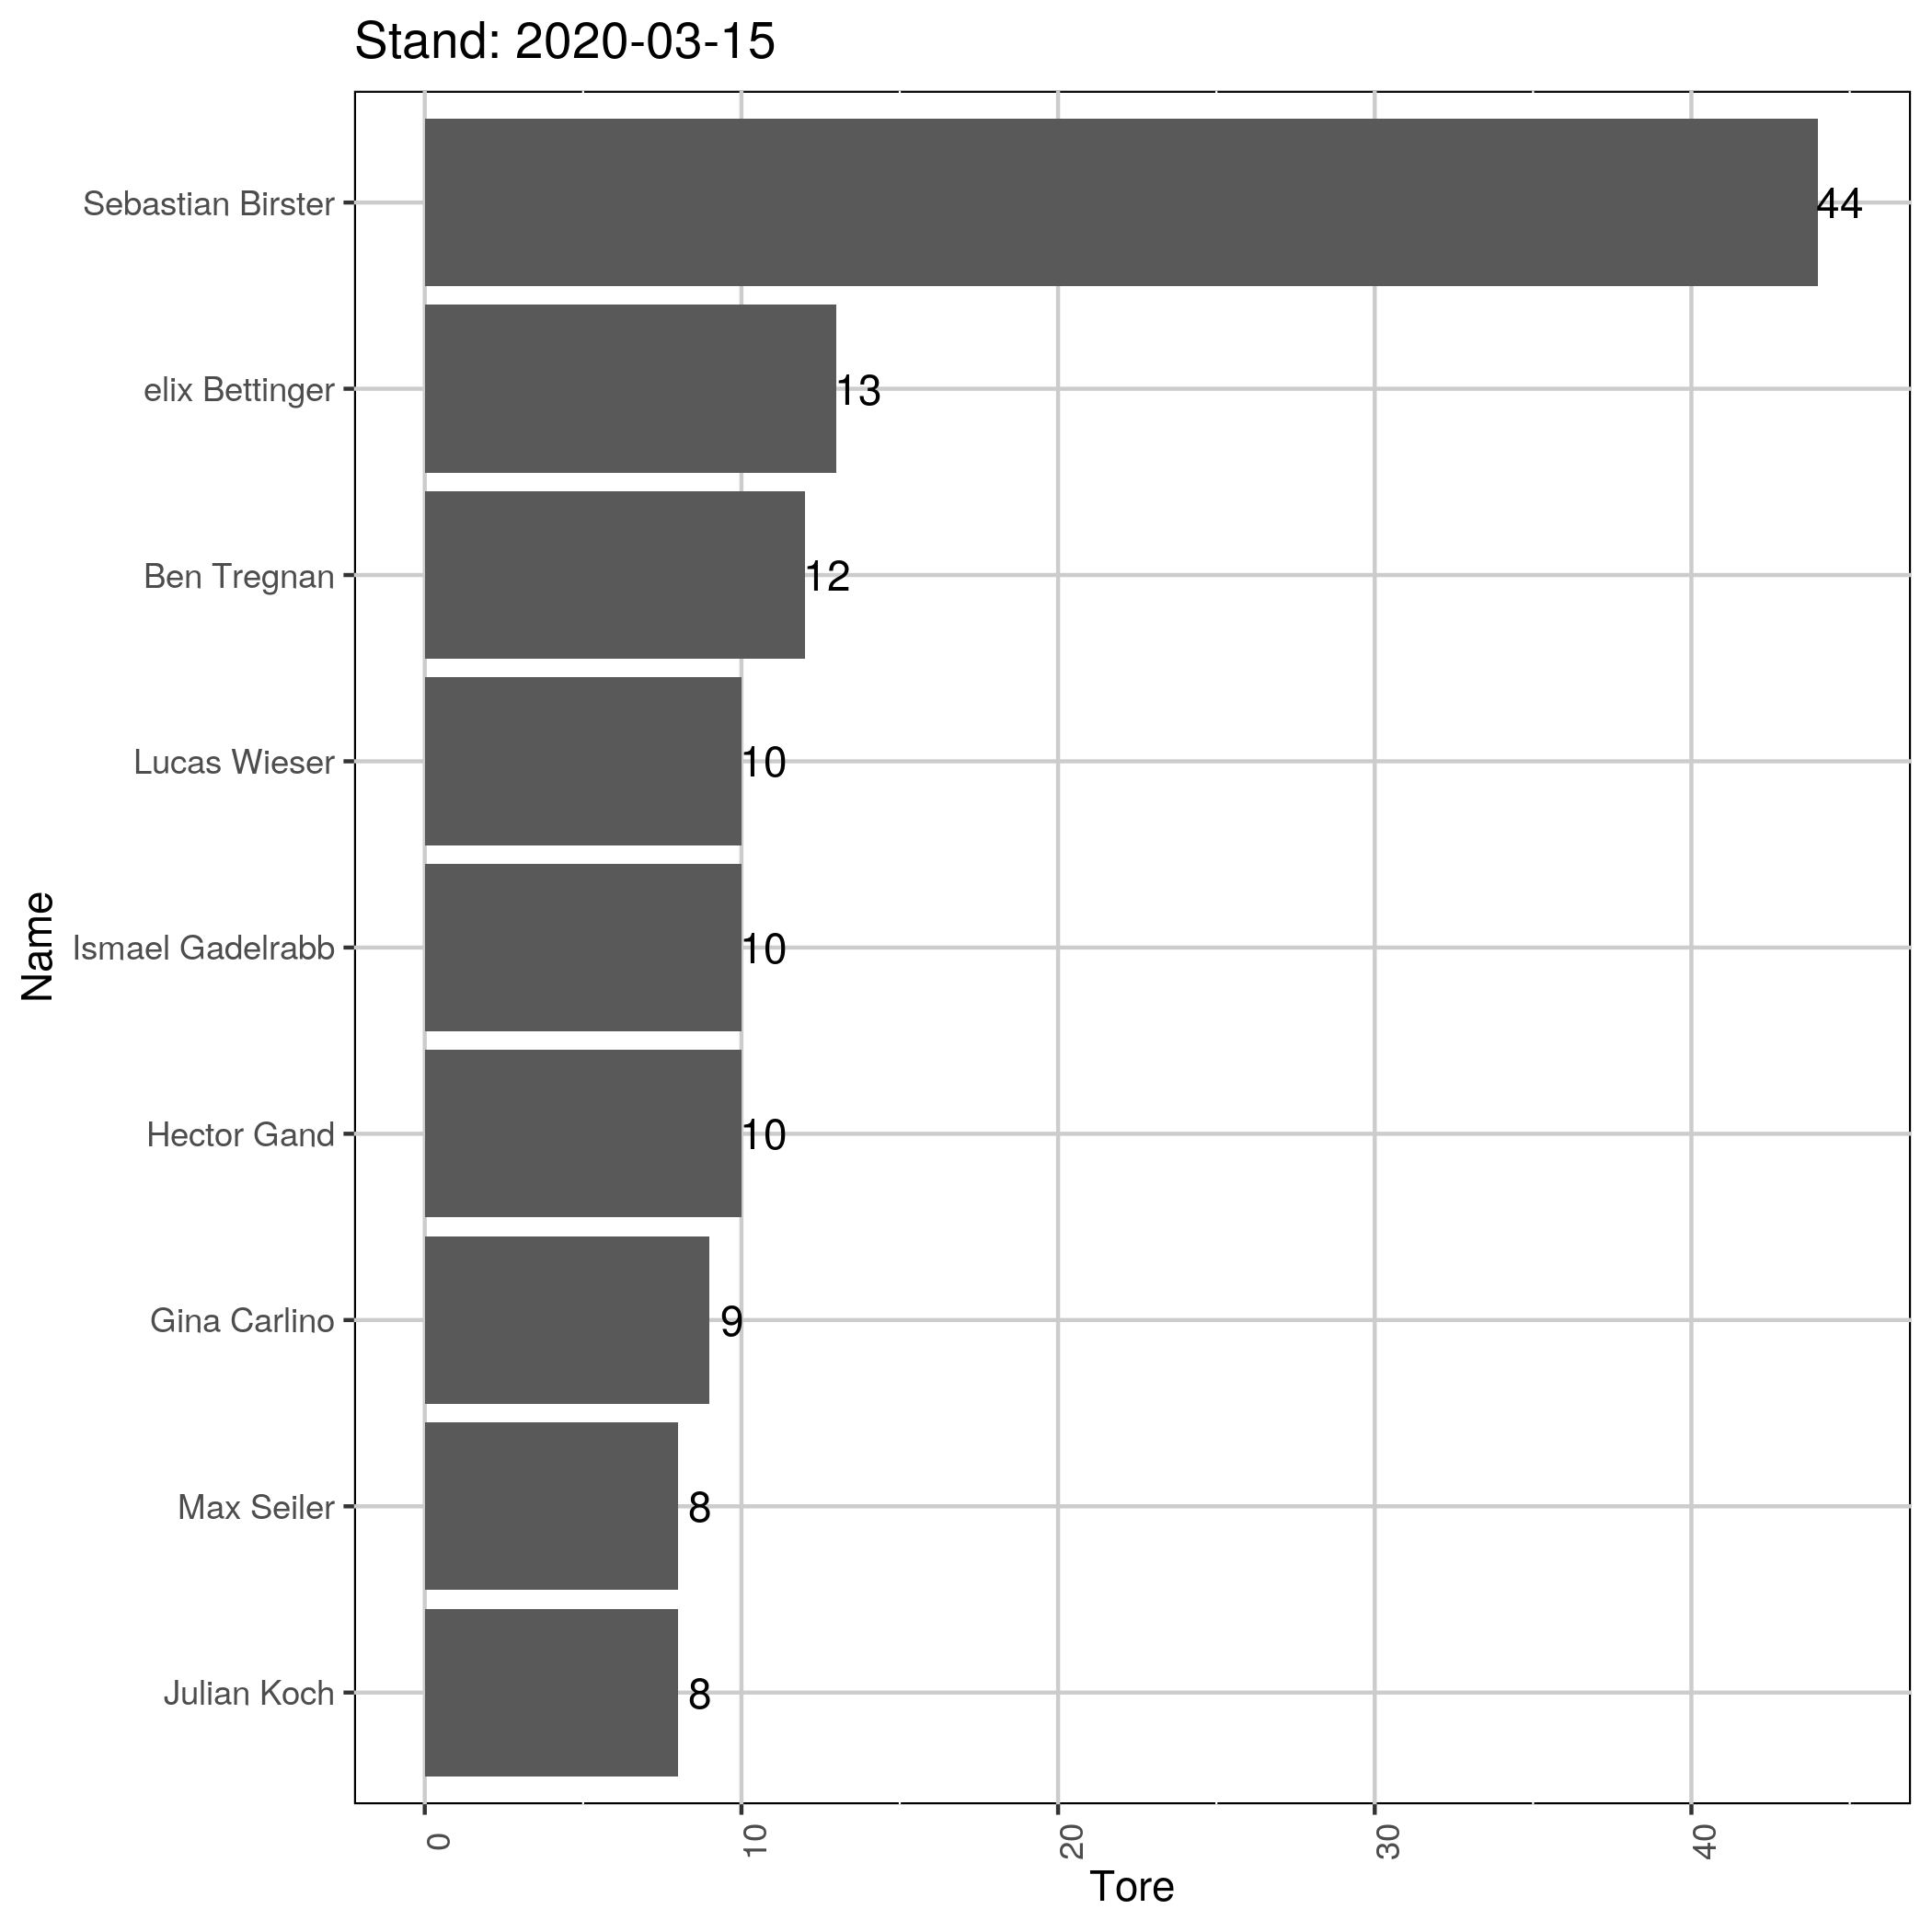 Stand: 2020-03-15
Sebastian Birster 44
elix Bettinger 13
Ben Tregnan 12
Lucas Wieser 10
Ismael Gadelrabb 10
Hector Gand 10
Gina Carlino 9
Max Seiler 8
Julian Koch 8
Name
0 10 20 30 40
Tore